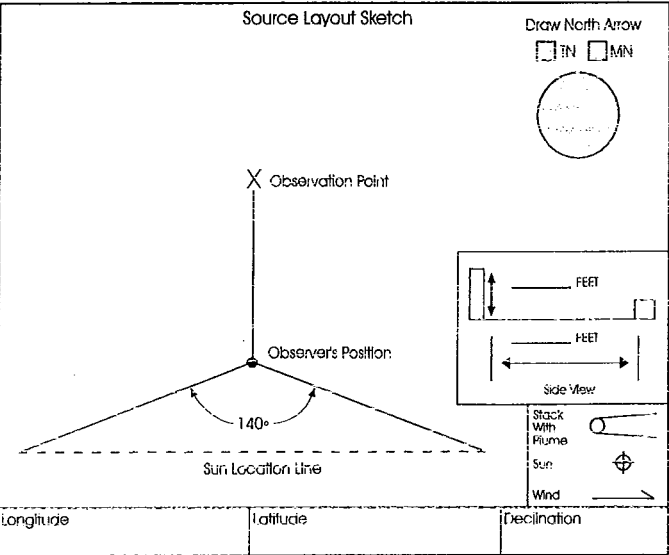 Source Layout Sketch
Draw North Arrow
TN MN
X Observation Point
FEET
FEET
Side View
Observer's Position
140°
Sun Location Line
Stack
With
Plume
Sun
Wind
Longitude
Latitude
Declination